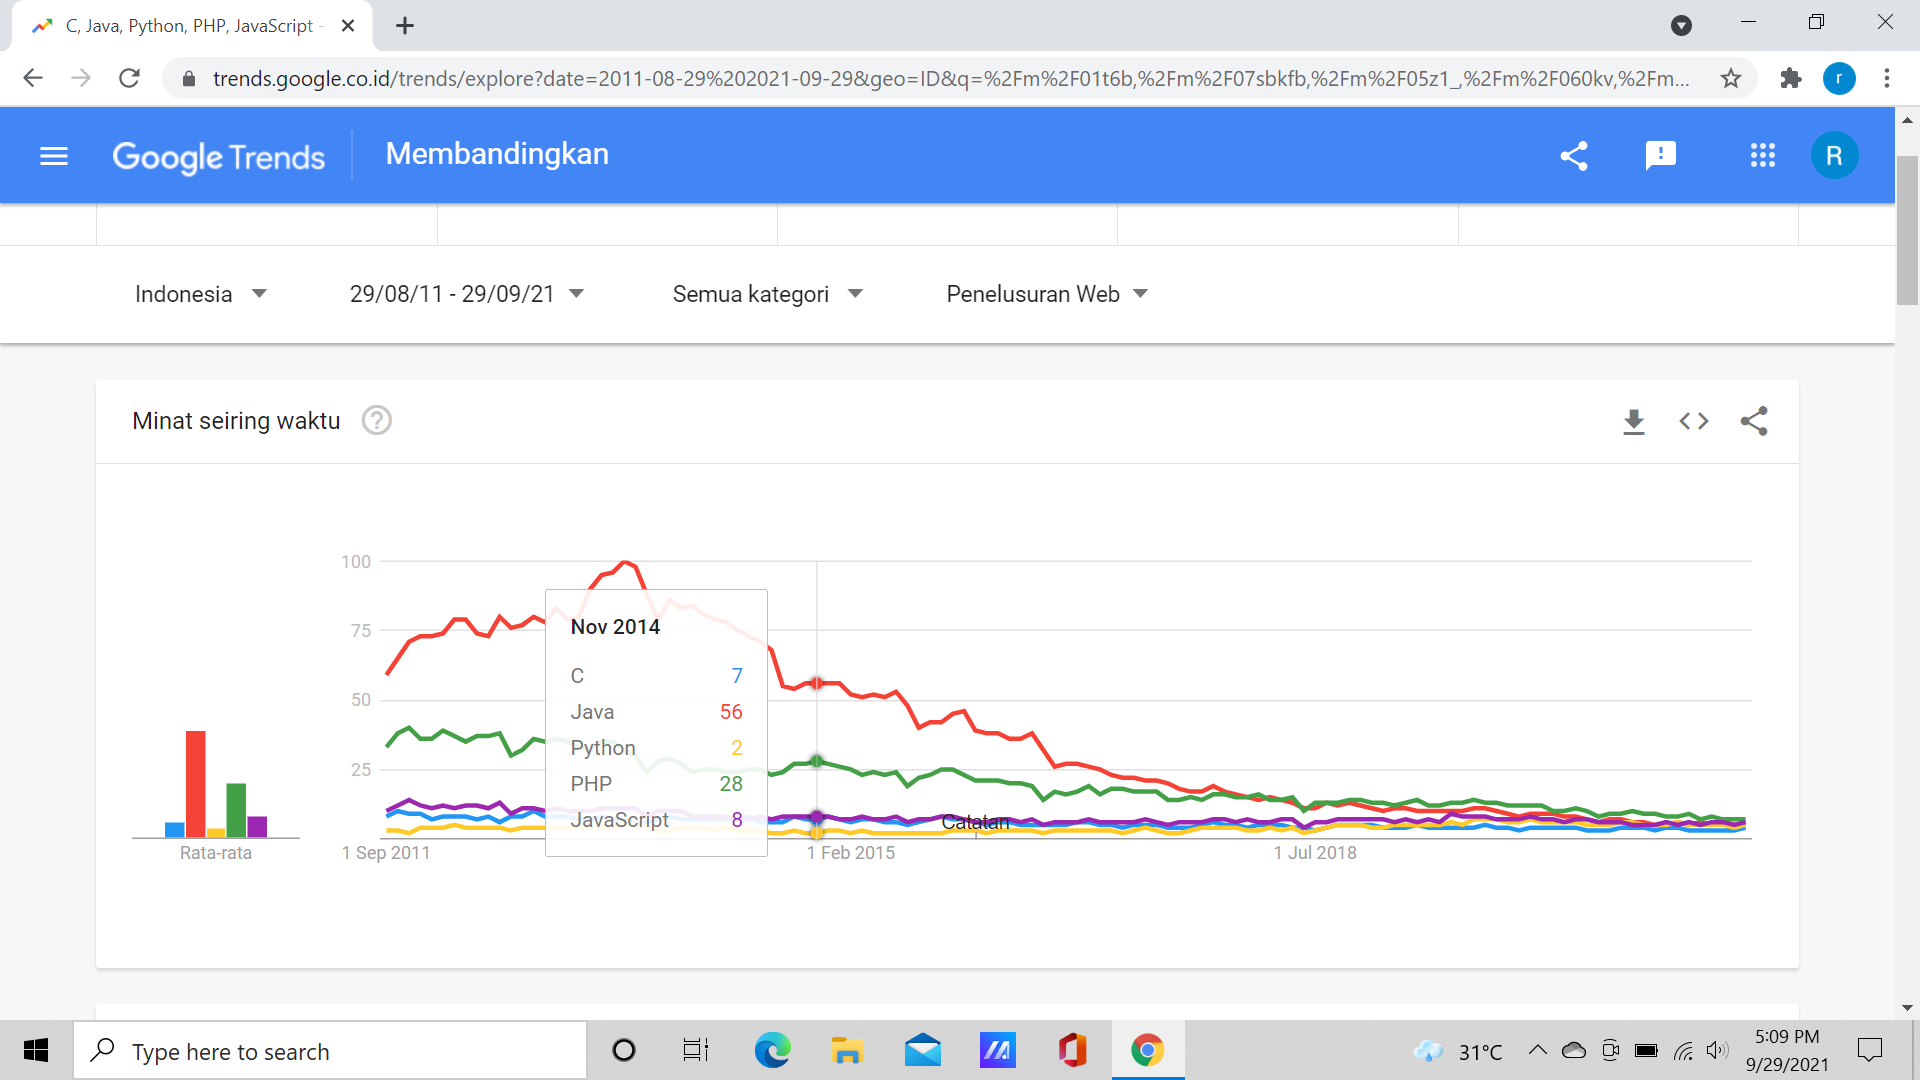 C, Java, Python, PHP, JavaScript -
trends.google.co.id/trends/explore?date=2011-08-29%202021-09-29&geo=ID&q=%2Fm%2F01t6b,%2Fm%2F07sbkfb,%2Fm%2F05z1_,%2Fm%2F060kv,%2Fm...
r
Google Trends
Membandingkan
R
Indonesia
29/08/11 - 29/09/21
Semua kategori
Penelusuran Web
Minat seiring waktu
?
100
75
50
25
Nov 2014
C 7
Java 56
Python 2
PHP 28
JavaScript 8
Catatan
Rata-rata
1 Sep 2011
1 Feb 2015
1 Jul 2018
Type here to search
31°C
5:09 PM
9/29/2021